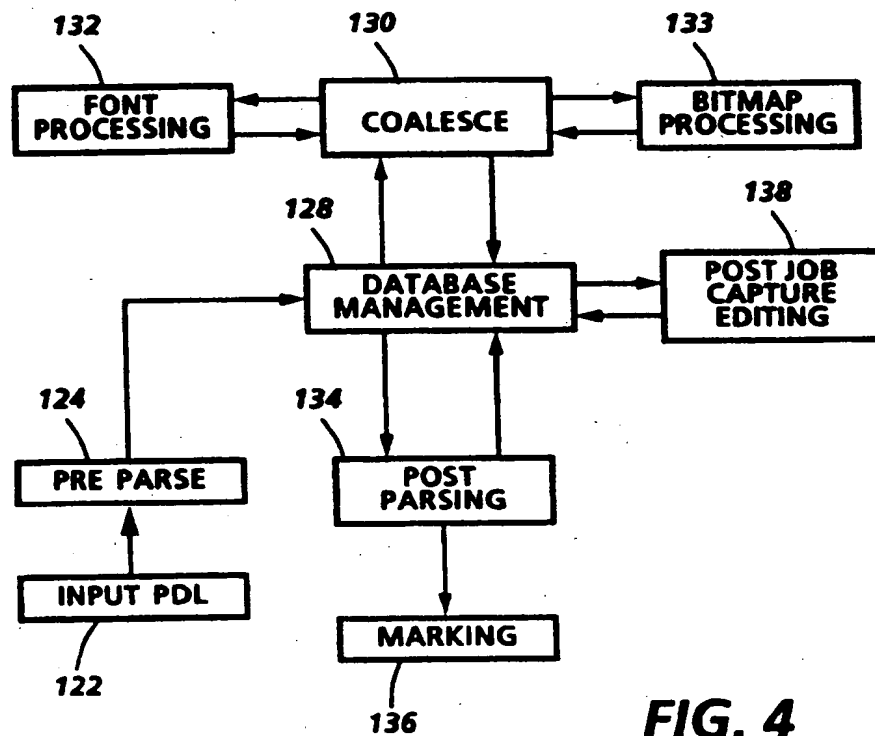 132
130
133
FONT
PROCESSING
COALESCE
BITMAP
PROCESSING
128
138
DATABASE
MANAGEMENT
POST JOB
CAPTURE
EDITING
124
134
PRE PARSE
POST
PARSING
INPUT PDL
MARKING
122
136
FIG. 4